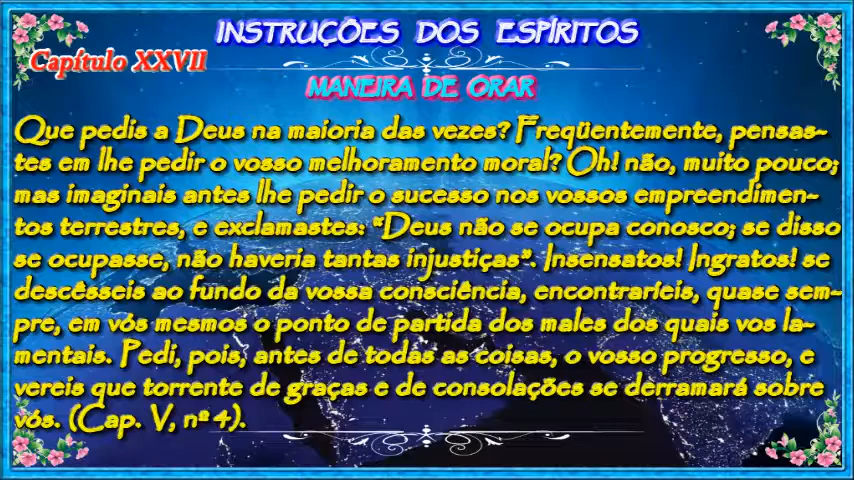 INSTRUÇÕES DOS ESPÍRITOS
Capítulo XXVII
MANEIRA DE ORAR
Que pedis a Deus na maioria das vezes? Freqüentemente, pensas-
tes em lhe pedir o vosso melhoramento moral? Oh! não, muito pouco;
mas imaginais antes lhe pedir o sucesso nos vossos empreendimen-
tos terrestres, e exclamastes: "Deus não se ocupa conosco; se disso
se ocupasse, não haveria tantas injustiças". Insensatos! Ingratos! se
descêsseis ao fundo da vossa consciência, encontraríeis, quase sem-
pre, em vós mesmos o ponto de partida dos males dos quais vos la-
mentais. Pedi, pois, antes de todas as coisas, o vosso progresso, e
vereis que torrente de graças e de consolações se derramará sobre
vós. (Cap. V, nº 4).